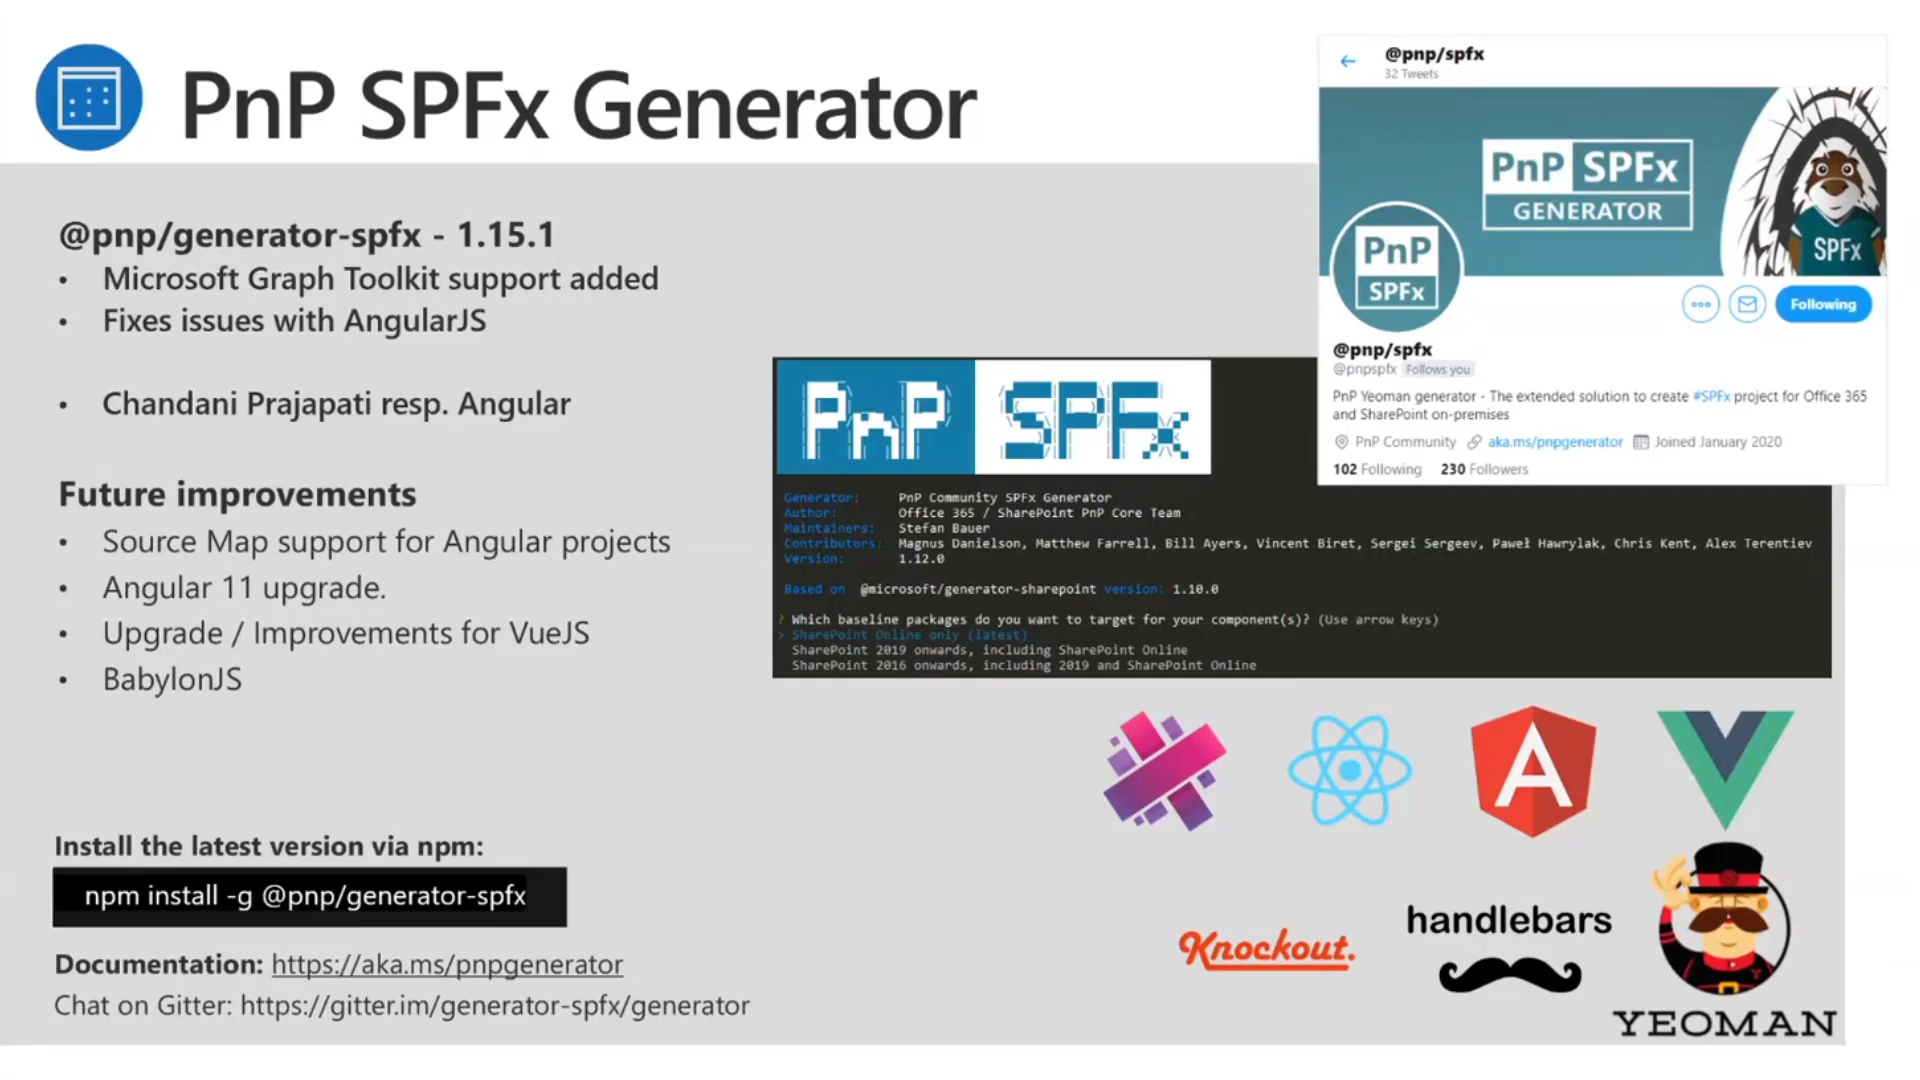 PnP SPFx Generator
@pnp/generator-spfx - 1.15.1
• Microsoft Graph Toolkit support added
• Fixes issues with AngularJS
• Chandani Prajapati resp. Angular
Future improvements
• Source Map support for Angular projects
• Angular 11 upgrade.
• Upgrade / Improvements for VueJS
• BabylonJS
Install the latest version via npm:
npm install -g @pnp/generator-spfx
Documentation: https://aka.ms/pnpgenerator
Chat on Gitter: https://gitter.im/generator-spfx/generator
@pnp/spfx
32 Tweets
PnP SPFx
GENERATOR
SPFx
PnP
SPFx
Following
@pnp/spfx
@pnpspfx Follows you
PnP Yeoman generator - The extended solution to create #SPFx project for Office 365
and SharePoint on-premises
PnP Community aka.ms/pnpgenerator Joined January 2020
102 Following 230 Followers
PnP SPFx
Generator: PnP Community SPFx Generator
Author: Office 365 / SharePoint PnP Core Team
Maintainers: Stefan Bauer
Contributors: Magnus Danielson, Matthew Farrell, Bill Ayers, Vincent Biret, Sergei Sergeev, Paweł Hawrylak, Chris Kent, Alex Terentiev
Version: 1.12.0
Based on @microsoft/generator-sharepoint version: 1.10.0
? Which baseline packages do you want to target for your component(s)? (Use arrow keys)
> SharePoint Online only (latest)
SharePoint 2019 onwards, including SharePoint Online
SharePoint 2016 onwards, including 2019 and SharePoint Online
A
Knockout.
handlebars
Y
YEOMAN